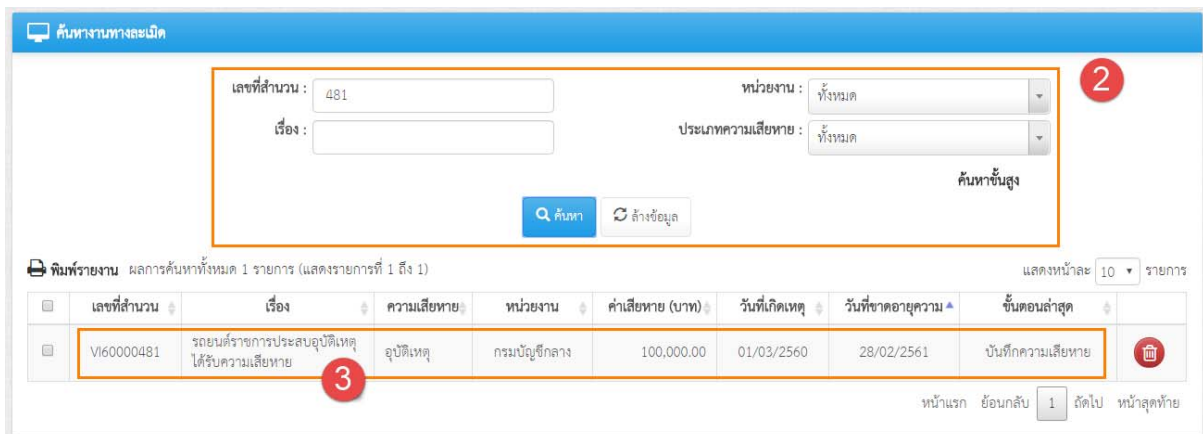 ค้นหางานทางละเมิด
2
เลขที่สำนวน : 481 หน่วยงาน : ทั้งหมด
เรื่อง : ประเภทความเสียหาย : ทั้งหมด
ค้นหาขั้นสูง
ค้นหา ล้างข้อมูล
พิมพ์รายงาน ผลการค้นหาทั้งหมด 1 รายการ (แสดงรายการที่ 1 ถึง 1) แสดงหน้าละ 10 รายการ
เลขที่สำนวน เรื่อง ความเสียหาย หน่วยงาน ค่าเสียหาย (บาท) วันที่เกิดเหตุ วันที่ขาดอายุความ ขั้นตอนล่าสุด
VI60000481 รถยนต์ราชการประสบอุบัติเหตุ อุบัติเหตุ กรมบัญชีกลาง 100,000.00 01/03/2560 28/02/2561 บันทึกความเสียหาย
ได้รับความเสียหาย
3
หน้าแรก ย้อนกลับ 1 ถัดไป หน้าสุดท้าย